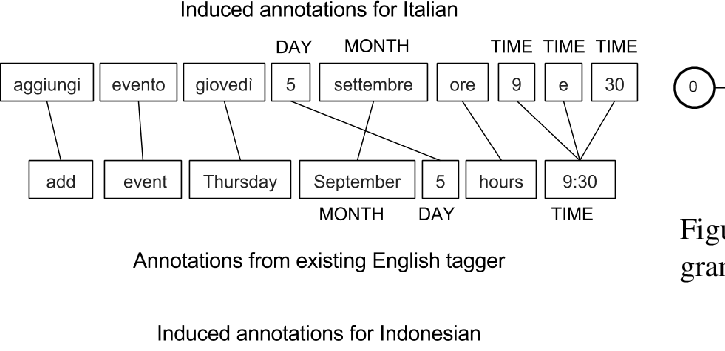 Induced annotations for Italian
DAY MONTH TIME TIME TIME
aggiungi evento giovedì 5 settembre ore 9 e 30
0
add event Thursday September 5 hours 9:30
MONTH DAY TIME
Figu
gran
Annotations from existing English tagger
Induced annotations for Indonesian